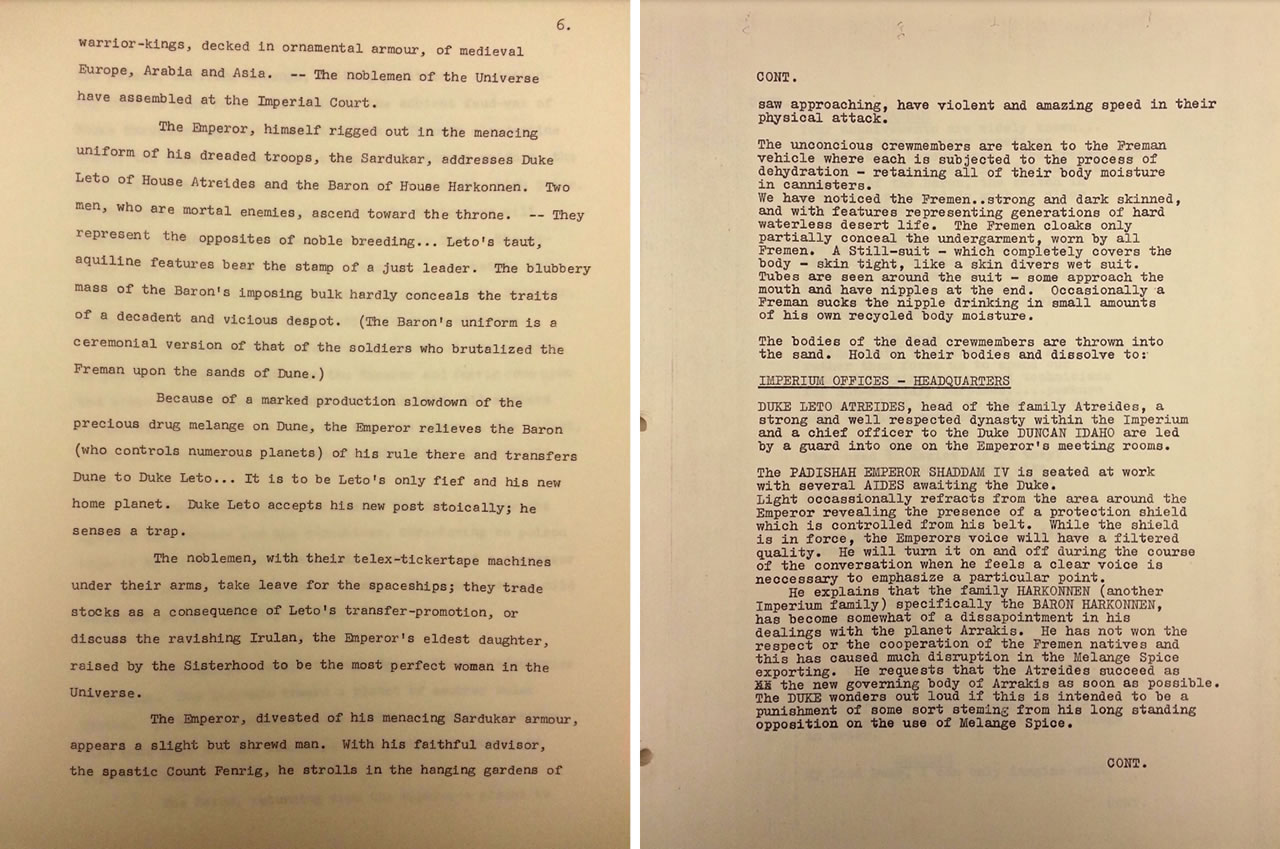 6.
warrior-kings, decked in ornamental armour, of medieval
Europe, Arabia and Asia. -- The noblemen of the Universe
have assembled at the Imperial Court.
The Emperor, himself rigged out in the menacing
uniform of his dreaded troops, the Sardukar, addresses Duke
Leto of House Atreides and the Baron of House Harkonnen. Two
men, who are mortal enemies, ascend toward the throne. -- They
represent the opposites of noble breeding... Leto's taut,
aquiline features bear the stamp of a just leader. The blubbery
mass of the Baron's imposing bulk hardly conceals the traits
of a decadent and vicious despot. (The Baron's uniform is a
ceremonial version of that of the soldiers who brutalized the
Freman upon the sands of Dune.)
Because of a marked production slowdown of the
precious drug melange on Dune, the Emperor relieves the Baron
(who controls numerous planets) of his rule there and transfers
Dune to Duke Leto... It is to be Leto's only fief and his new
home planet. Duke Leto accepts his new post stoically; he
senses a trap.
The noblemen, with their telex-tickertape machines
under their arms, take leave for the spaceships; they trade
stocks as a consequence of Leto's transfer-promotion, or
discuss the ravishing Irulan, the Emperor's eldest daughter,
raised by the Sisterhood to be the most perfect woman in the
Universe.
The Emperor, divested of his menacing Sardukar armour,
appears a slight but shrewd man. With his faithful advisor,
the spastic Count Fenrig, he strolls in the hanging gardens of
CONT.
saw approaching, have violent and amazing speed in their
physical attack.
The unconcious crewmembers are taken to the Freman
vehicle where each is subjected to the process of
dehydration - retaining all of their body moisture
in cannisters.
We have noticed the Fremen..strong and dark skinned,
and with features representing generations of hard
waterless desert life. The Fremen cloaks only
partially conceal the undergarment, worn by all
Fremen. A Still-suit - which completely covers the
body - skin tight, like a skin divers wet suit.
Tubes are seen around the suit - some approach the
mouth and have nipples at the end. Occasionally a
Freman sucks the nipple drinking in small amounts
of his own recycled body moisture.
The bodies of the dead crewmembers are thrown into
the sand. Hold on their bodies and dissolve to:
IMPERIUM OFFICES - HEADQUARTERS
DUKE LETO ATREIDES, head of the family Atreides, a
strong and well respected dynasty within the Imperium
and a chief officer to the Duke DUNCAN IDAHO are led
by a guard into one on the Emperor's meeting rooms.
The PADISHAH EMPEROR SHADDAM IV is seated at work
with several AIDES awaiting the Duke.
Light occassionally refracts from the area around the
Emperor revealing the presence of a protection shield
which is controlled from his belt. While the shield
is in force, the Emperors voice will have a filtered
quality. He will turn it on and off during the course
of the conversation when he feels a clear voice is
neccessary to emphasize a particular point.
He explains that the family HARKONNEN (another
Imperium family) specifically the BARON HARKONNEN,
has become somewhat of a dissapointment in his
dealings with the planet Arrakis. He has not won the
respect or the cooperation of the Fremen natives and
this has caused much disruption in the Melange Spice
exporting. He requests that the Atreides succeed as
the new governing body of Arrakis as soon as possible.
The DUKE wonders out loud if this is intended to be a
punishment of some sort steming from his long standing
opposition on the use of Melange Spice.
CONT.